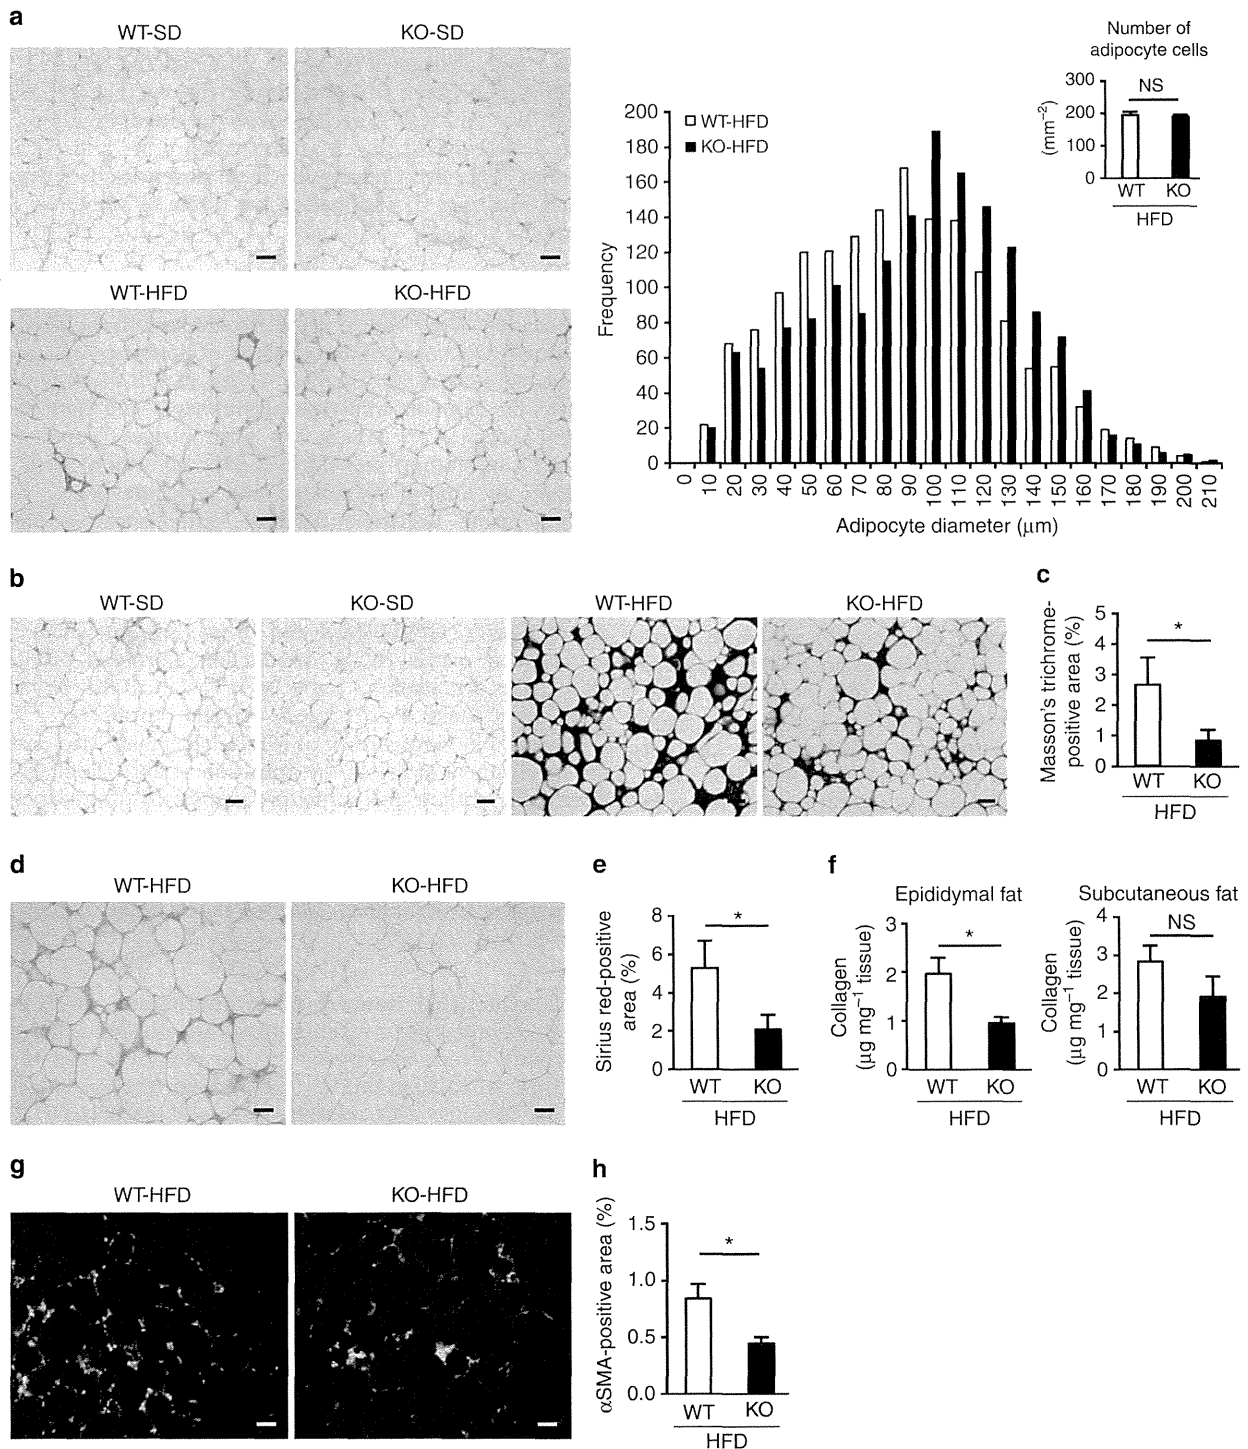 a
WT-SD
KO-SD
WT-HFD
KO-HFD
Frequency
200
180
160
140
120
100
80
60
40
20
0
WT-HFD
KO-HFD
0 10 20 30 40 50 60 70 80 90 100 110 120 130 140 150 160 170 180 190 200 210
Adipocyte diameter (μm)
Number of
adipocyte cells
(mm⁻²)
300
200
100
0
NS
WT KO
HFD
b
WT-SD
KO-SD
WT-HFD
KO-HFD
c
Masson's trichrome-
positive area (%)
5
4
3
2
1
0
*
WT KO
HFD
d
WT-HFD
KO-HFD
e
Sirius red-positive
area (%)
8
6
4
2
0
*
WT KO
HFD
f
Epididymal fat
Collagen
(μg mg⁻¹ tissue)
3
2
1
0
*
WT KO
HFD
Subcutaneous fat
Collagen
(μg mg⁻¹ tissue)
4
3
2
1
0
NS
WT KO
HFD
g
WT-HFD
KO-HFD
h
αSMA-positive area (%)
1.5
1.0
0.5
0.0
*
WT KO
HFD